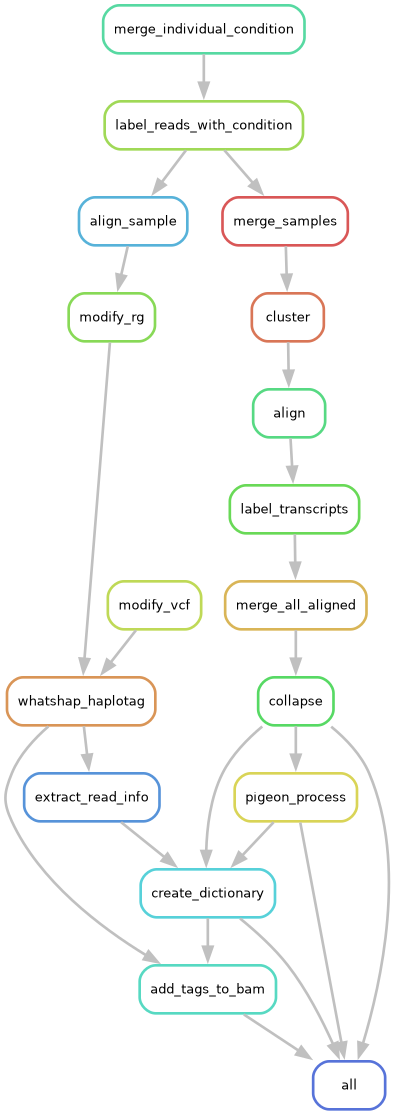 merge_individual_condition
label_reads_with_condition
align_sample
merge_samples
modify_rg
cluster
align
label_transcripts
modify_vcf
merge_all_aligned
whatshap_haplotag
collapse
extract_read_info
pigeon_process
create_dictionary
add_tags_to_bam
all